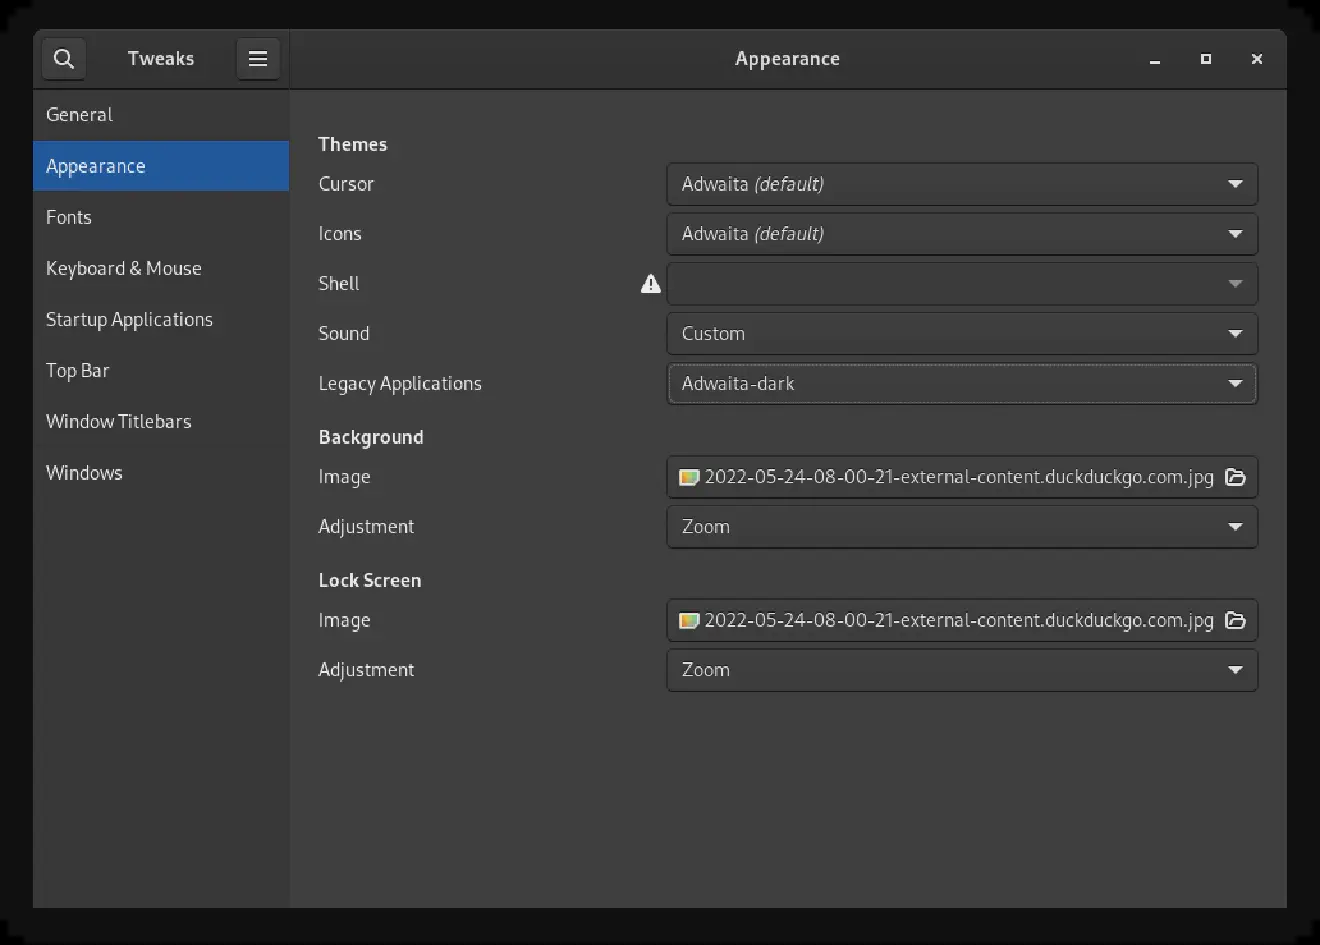 Tweaks
Appearance
General
Appearance
Fonts
Keyboard & Mouse
Startup Applications
Top Bar
Window Titlebars
Windows
Themes
Cursor Adwaita (default)
Icons Adwaita (default)
Shell
Sound Custom
Legacy Applications Adwaita-dark
Background
Image 2022-05-24-08-00-21-external-content.duckduckgo.com.jpg
Adjustment Zoom
Lock Screen
Image 2022-05-24-08-00-21-external-content.duckduckgo.com.jpg
Adjustment Zoom